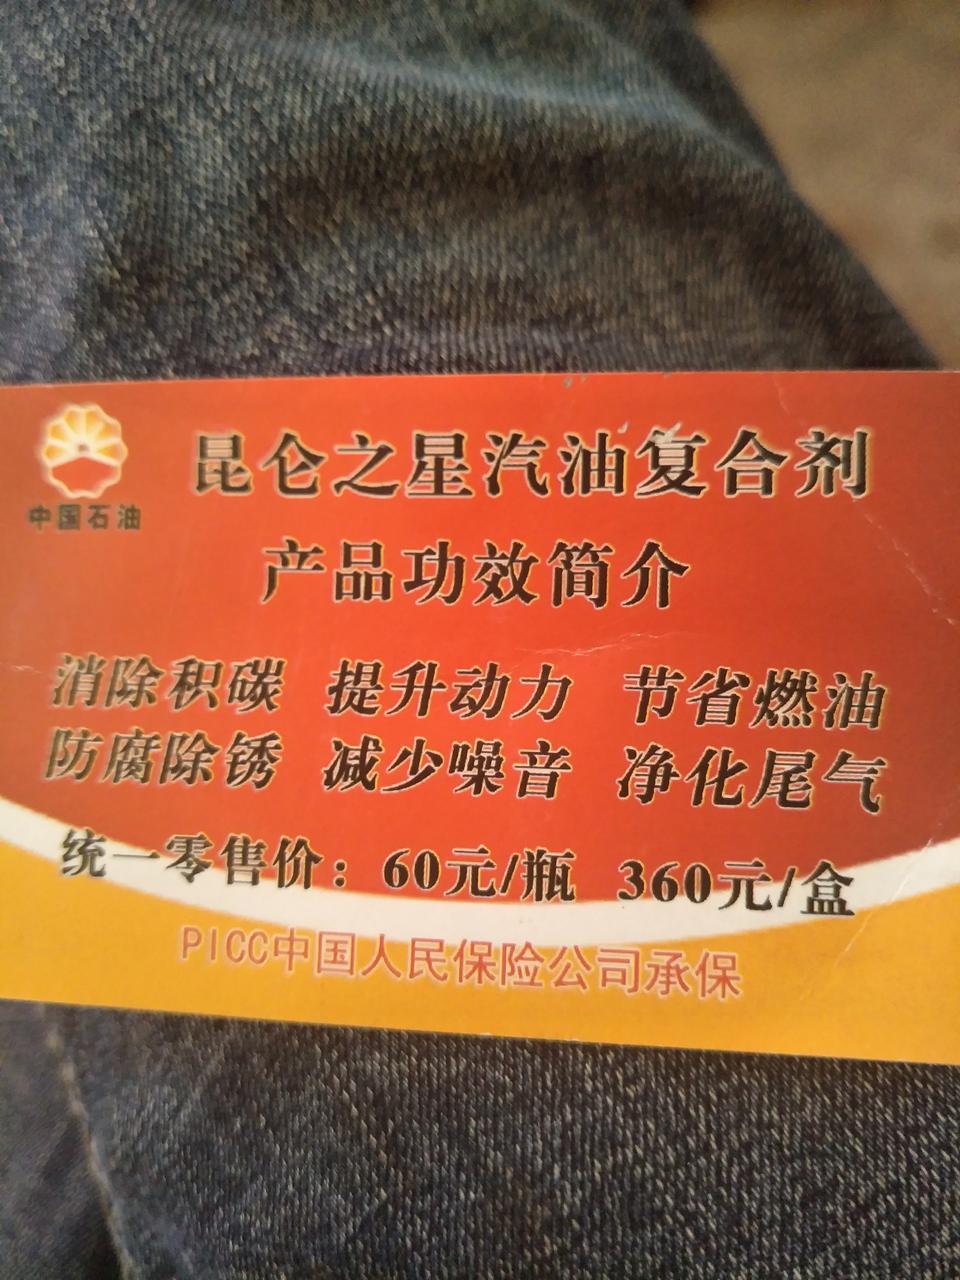 中国石油
昆仑之星汽油复合剂
产品功效简介
消除积碳 提升动力 节省燃油
防腐除锈 减少噪音 净化尾气
统一零售价：60元/瓶 360元/盒
PICC中国人民保险公司承保